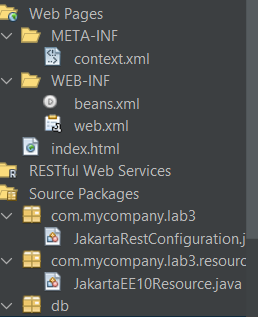 Web Pages
META-INF
context.xml
WEB-INF
beans.xml
web.xml
index.html
RESTful Web Services
Source Packages
com.mycompany.lab3
JakartaRestConfiguration.j
com.mycompany.lab3.resourc
JakartaEE10Resource.java
db